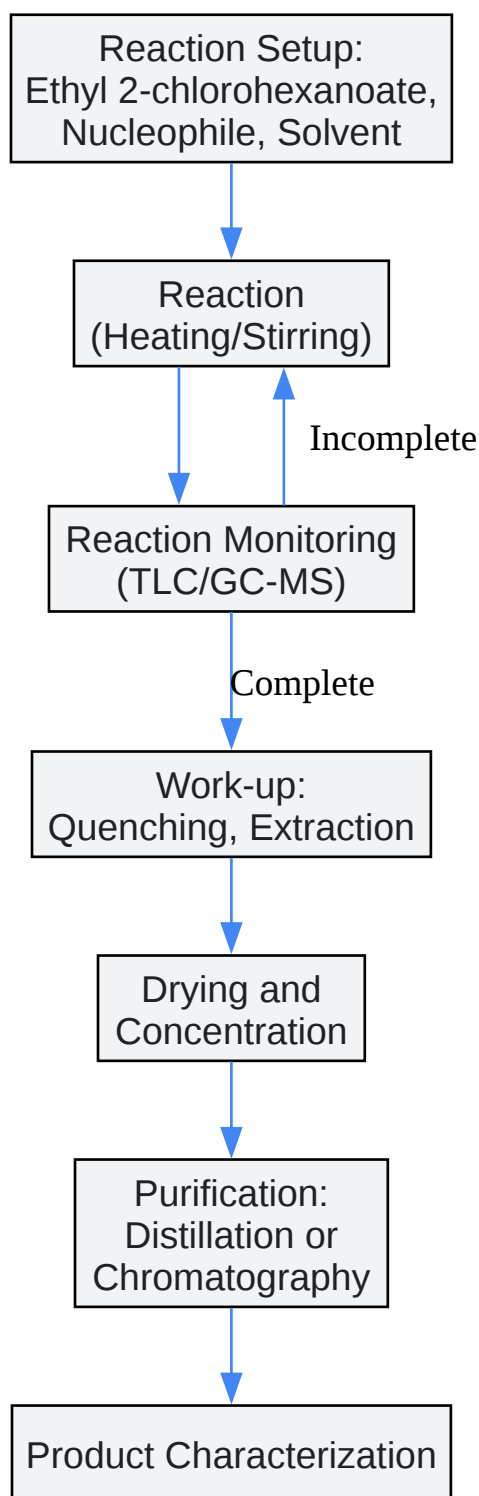 Reaction Setup:
Ethyl 2-chlorohexanoate,
Nucleophile, Solvent
Reaction
(Heating/Stirring)
Incomplete
Reaction Monitoring
(TLC/GC-MS)
Complete
Work-up:
Quenching, Extraction
Drying and
Concentration
Purification:
Distillation or
Chromatography
Product Characterization